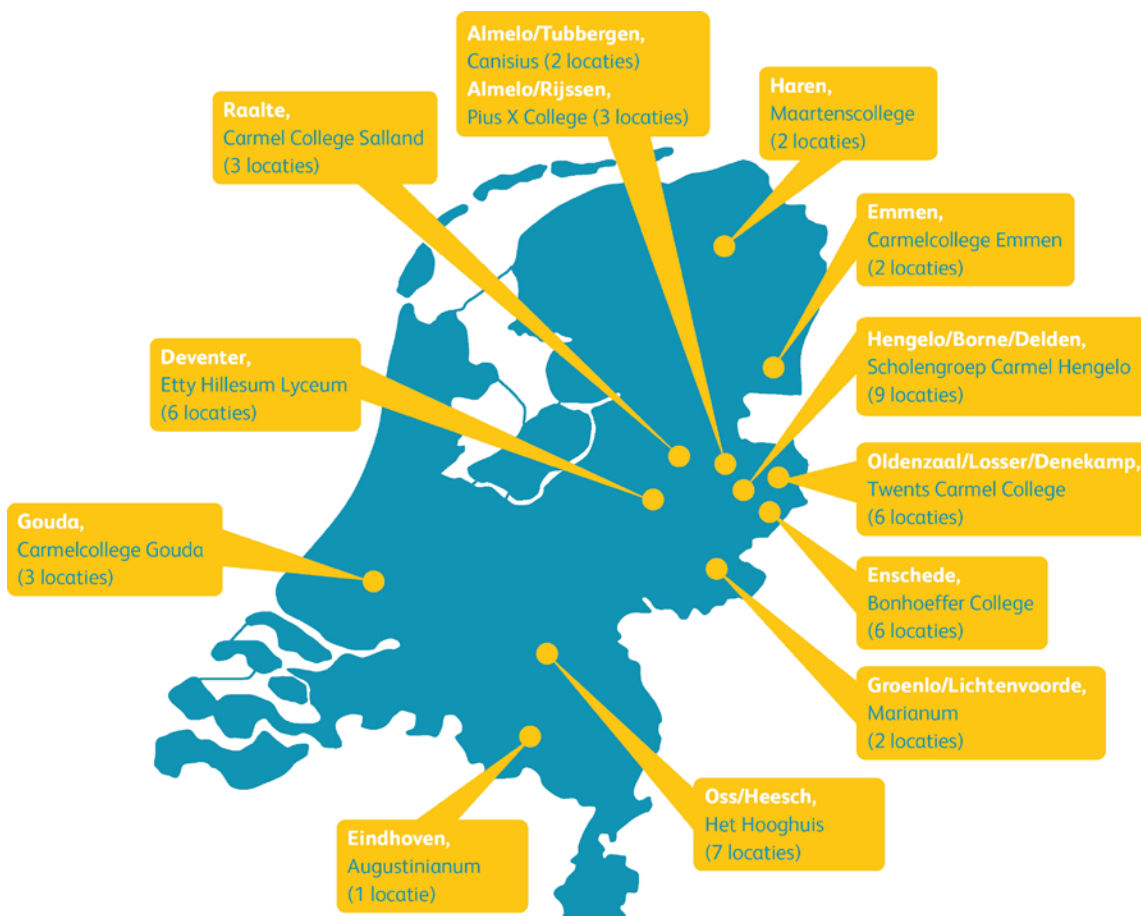 Almelo/Tubbergen,
Canisius (2 locaties)
Almelo/Rijssen,
Pius X College (3 locaties)
Haren,
Maartenscollege
(2 locaties)
Raalte,
Carmel College Salland
(3 locaties)
Emmen,
Carmelcollege Emmen
(2 locaties)
Hengelo/Borne/Delden,
Scholengroep Carmel Hengelo
(9 locaties)
Deventer,
Etty Hillesum Lyceum
(6 locaties)
Oldenzaal/Losser/Denekamp,
Twents Carmel College
(6 locaties)
Gouda,
Carmelcollege Gouda
(3 locaties)
Enschede,
Bonhoeffer College
(6 locaties)
Groenlo/Lichtenvoorde,
Marianum
(2 locaties)
Oss/Heesch,
Het Hooghuis
(7 locaties)
Eindhoven,
Augustinianum
(1 locatie)